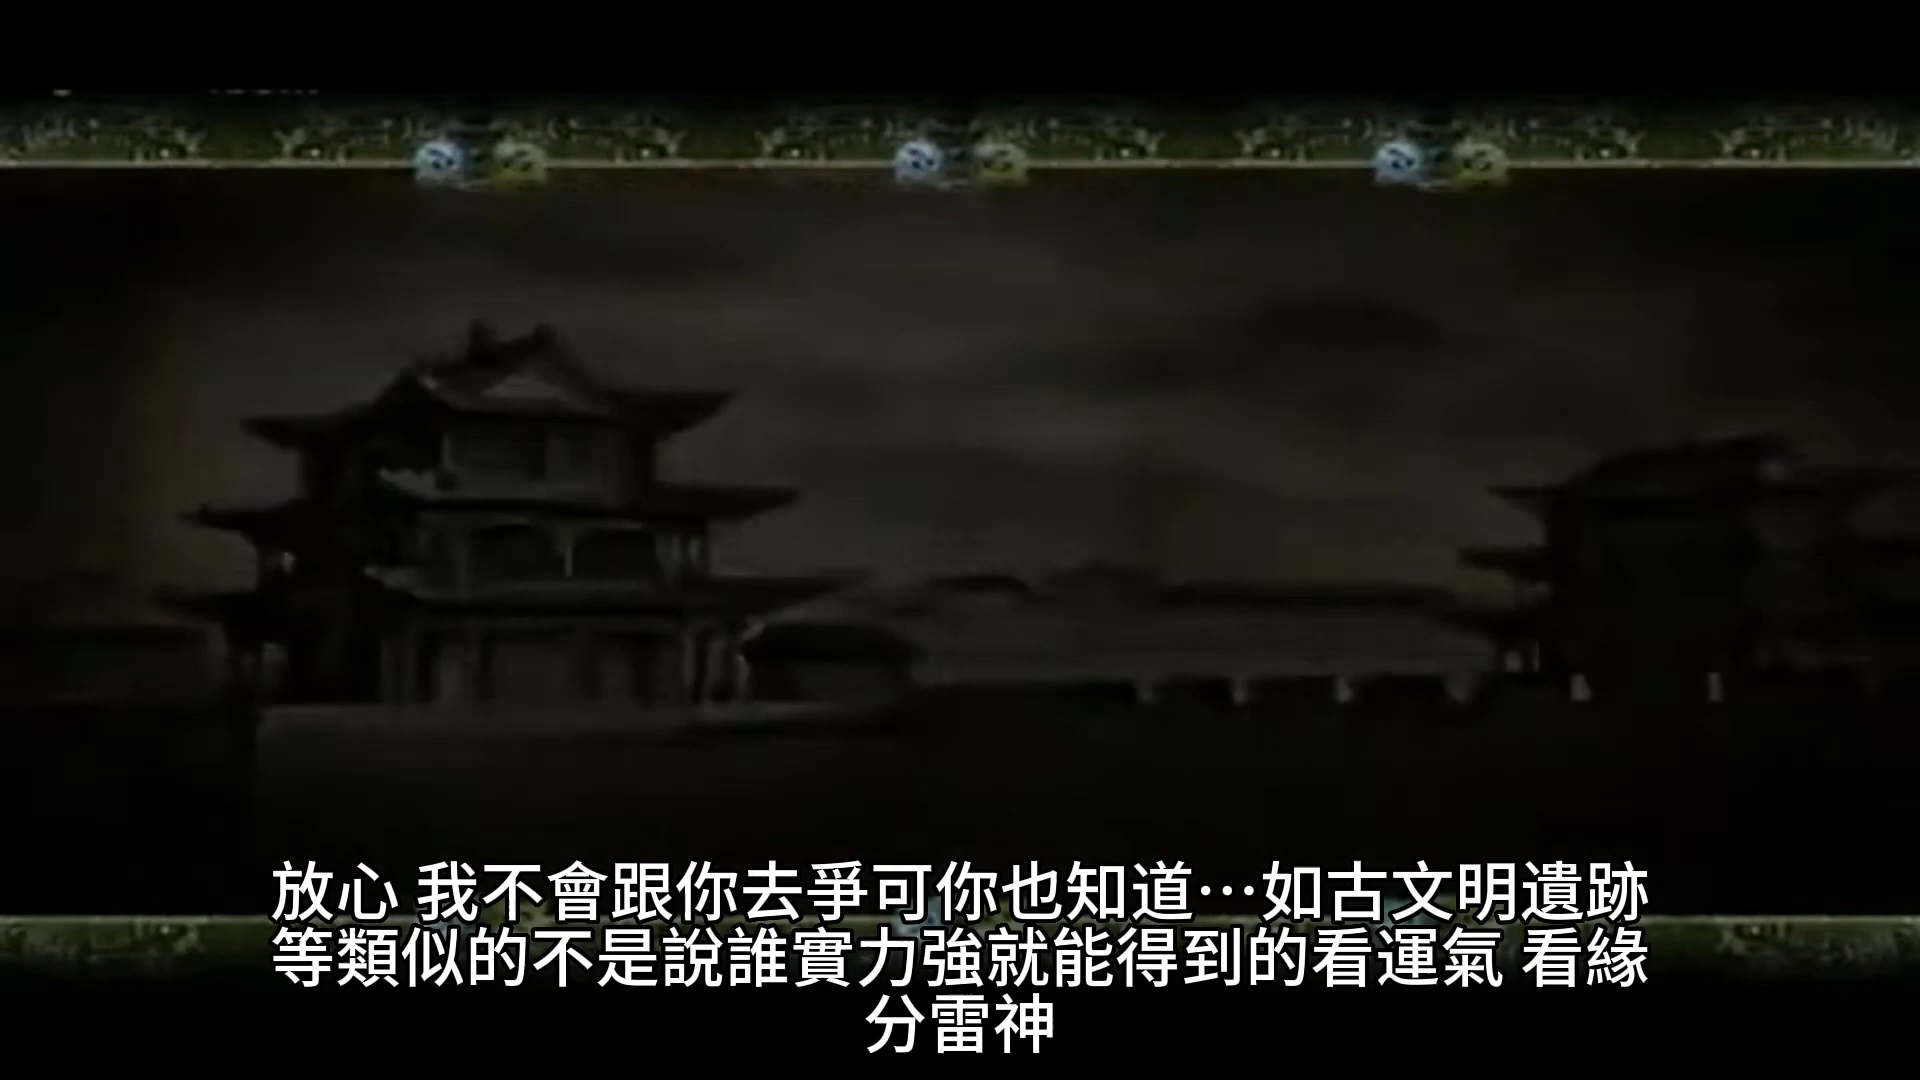 放心 我不會跟你去爭可你也知道…如古文明遺跡
等類似的不是說誰實力強就能得到的看運氣 看緣
分雷神